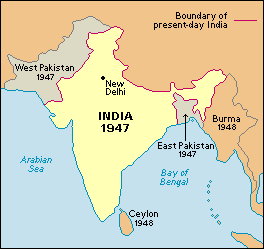 Boundary of
present-day India
West Pakistan
1947
New
Delhi
INDIA
1947
Burma
1948
East Pakistan
1947
Arabian
Sea
Bay of
Bengal
Ceylon
1948